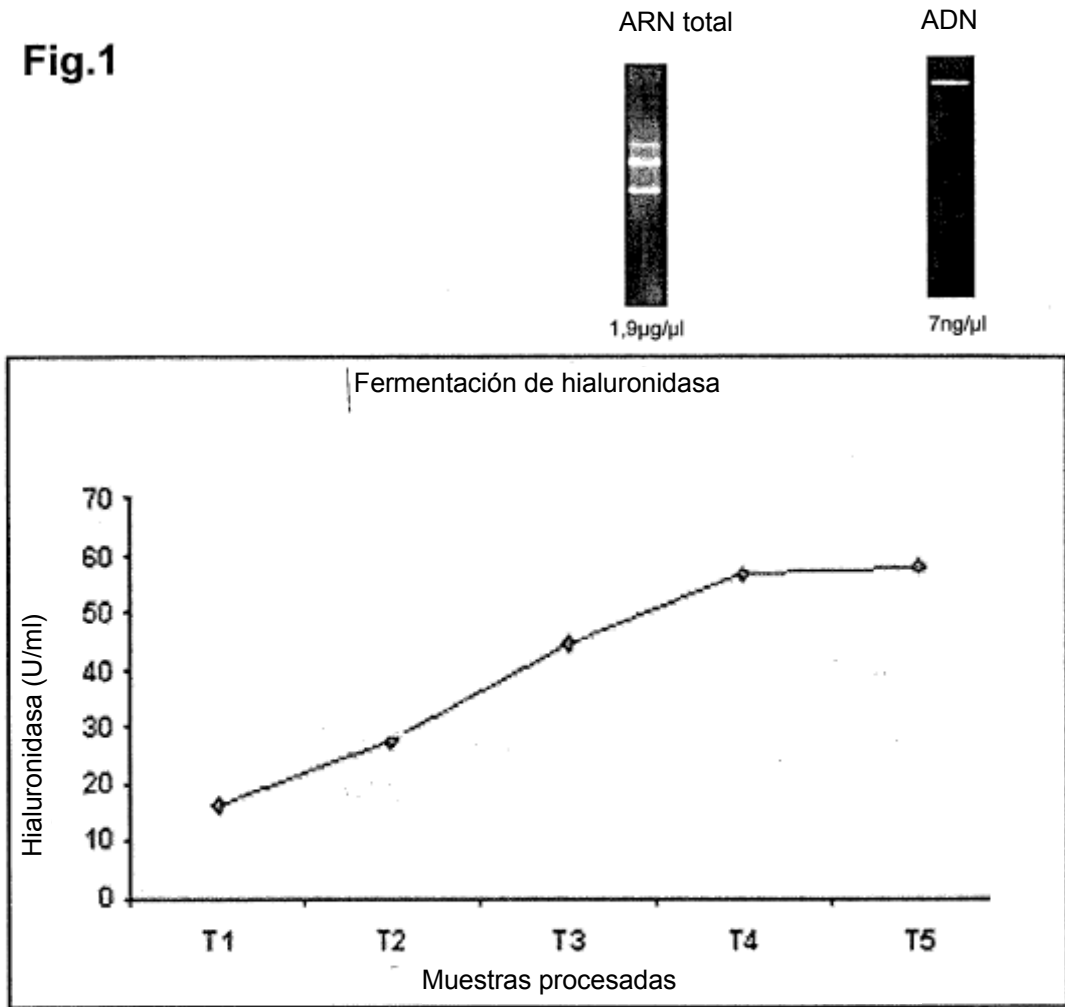 ARN total
ADN
Fig.1
1,9µg/µl
7ng/µl
Fermentación de hialuronidasa
Hialuronidasa (U/ml)
70
60
50
40
30
20
10
0
T1 T2 T3 T4 T5
Muestras procesadas